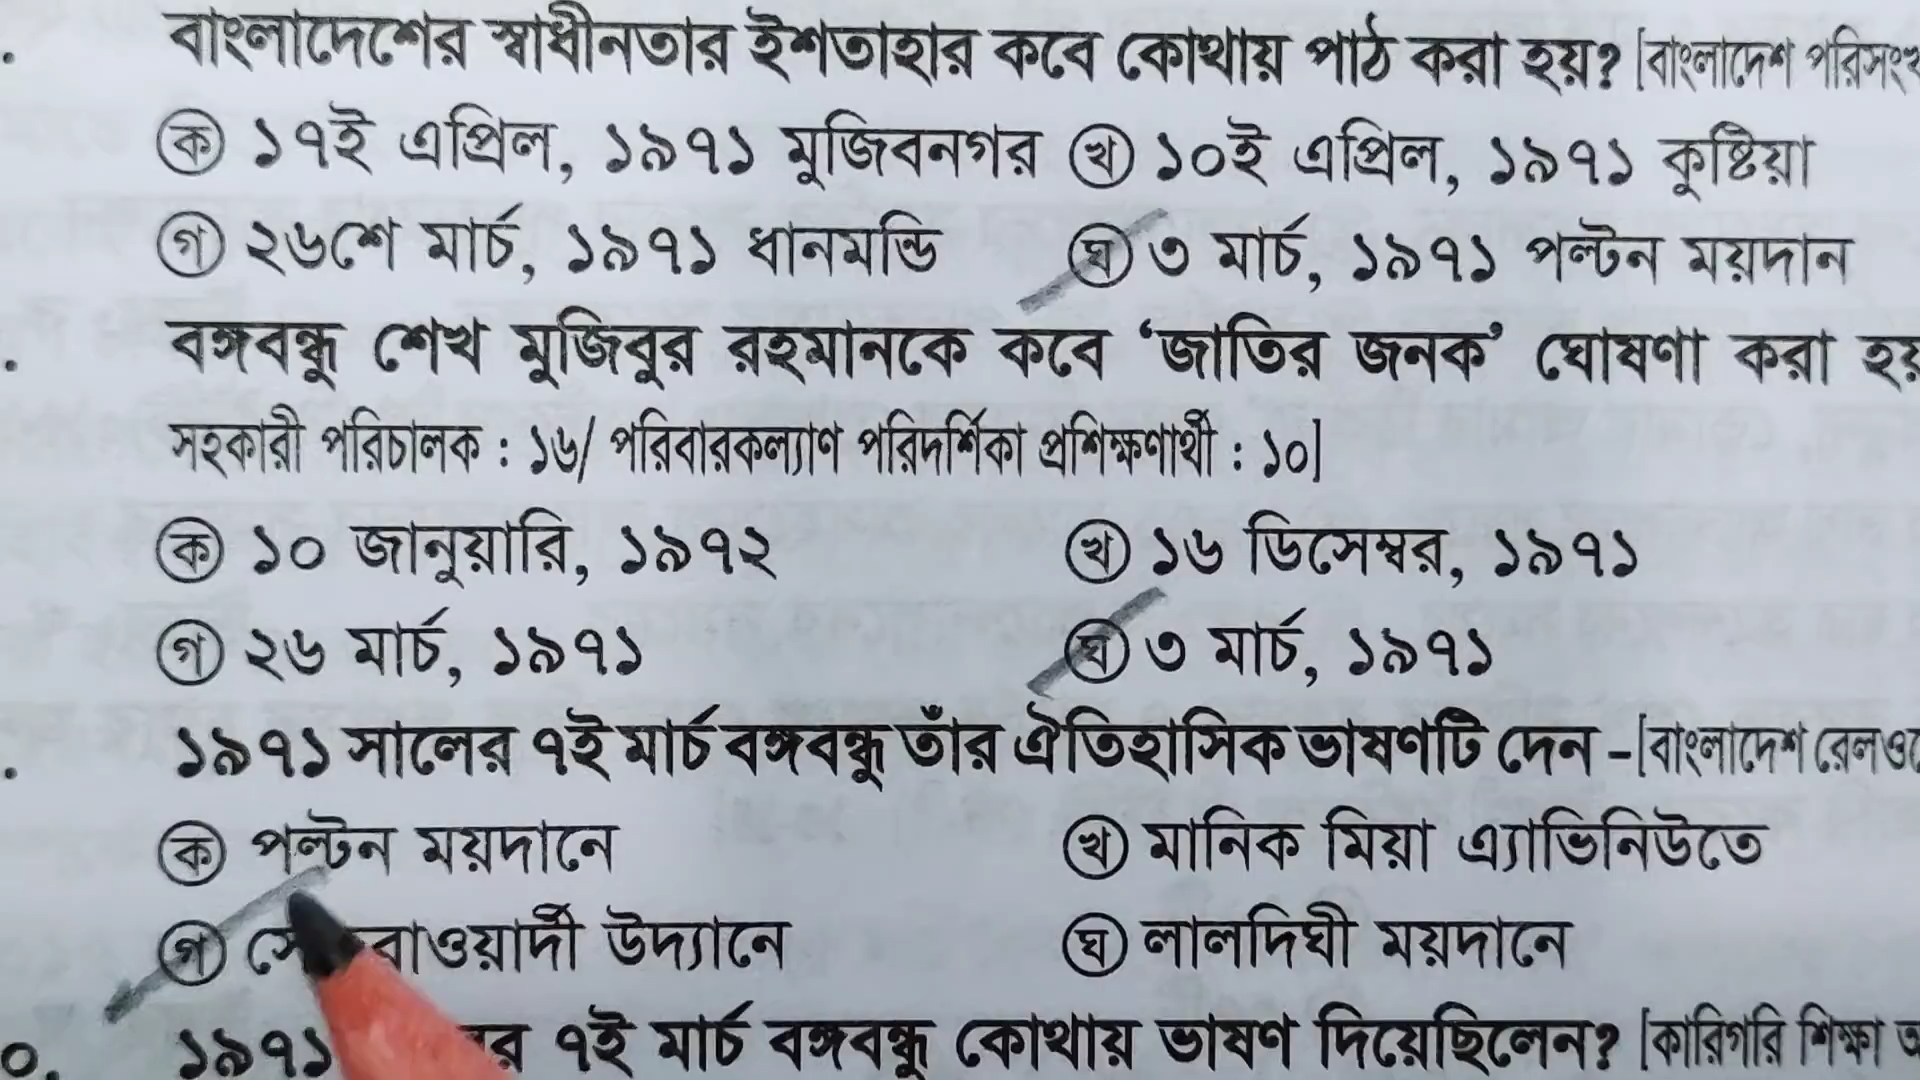 . বাংলাদেশের স্বাধীনতার ইশতাহার কবে কোথায় পাঠ করা হয়? [বাংলাদেশ
ক ১৭ই এপ্রিল, ১৯৭১ মুজিবনগর খ ১০ই এপ্রিল, ১৯৭১ কুষ্টিয়া
গ ২৬শে মার্চ, ১৯৭১ ধানমন্ডি ঘ ৩ মার্চ, ১৯৭১ পল্টন ময়দান
. বঙ্গবন্ধু শেখ মুজিবুর রহমানকে কবে ‘জাতির জনক’ ঘোষণা করা হয়
সহকারী পরিচালক : ১৬/ পরিবারকল্যাণ পরিদর্শিকা প্রশিক্ষণার্থী : ১০]
ক ১০ জানুয়ারি, ১৯৭২ খ ১৬ ডিসেম্বর, ১৯৭১
গ ২৬ মার্চ, ১৯৭১ ঘ ৩ মার্চ, ১৯৭১
. ১৯৭১ সালের ৭ই মার্চ বঙ্গবন্ধু তাঁর ঐতিহাসিক ভাষণটি দেন -[বাংলাদেশ
ক পল্টন ময়দানে খ মানিক মিয়া এ্যাভিনিউতে
গ উদ্যানে ঘ লালদিঘী ময়দানে
০. ১৯৭১ ৭ই মার্চ বঙ্গবন্ধু কোথায় ভাষণ দিয়েছিলেন? [কারিগরি শিক্ষা